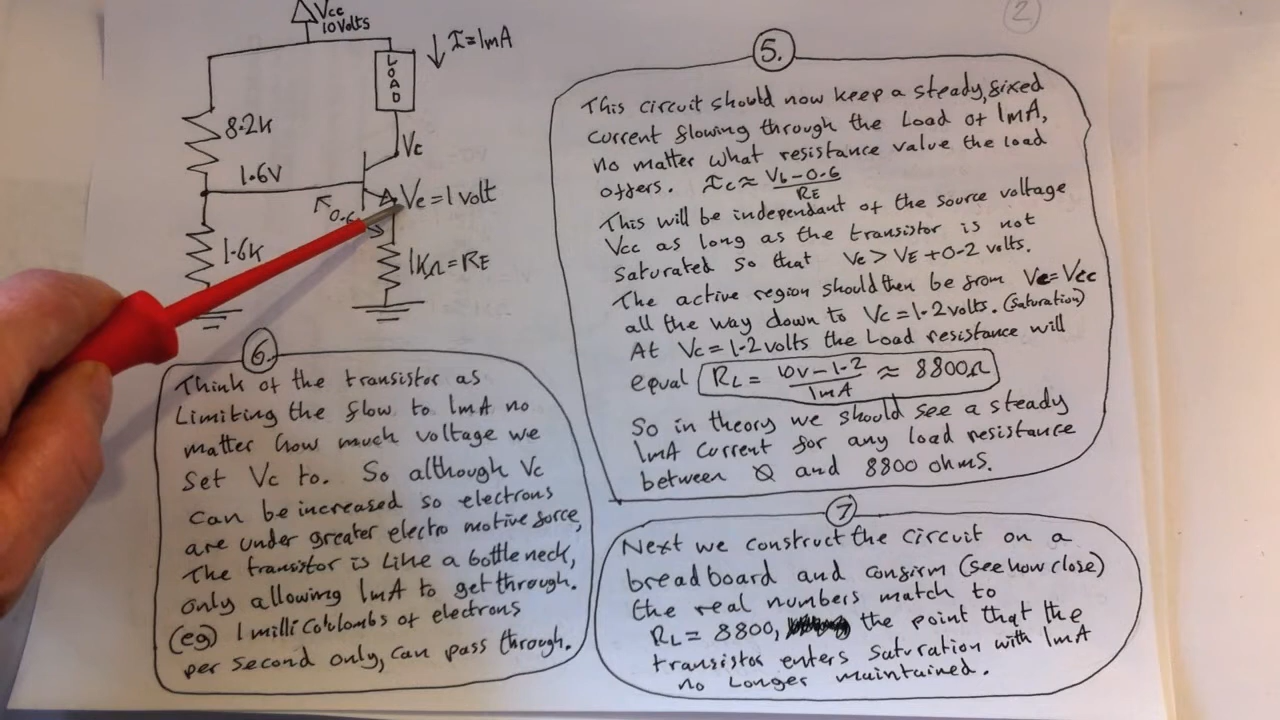 2
Vcc
10Volts
I=1mA
LOAD
8.2k
Vc
1.6V
Ve=1 volt
0.6
1.6k
1KΩ=RE
5.
This circuit should now keep a steady, fixed
current flowing through the Load of 1mA,
no matter what resistance value the load
offers. Ic≈ Vb-0.6 / RE
This will be independant of the source voltage
Vcc as long as the transistor is not
Saturated so that Vc > VE + 0.2 volts.
The active region should then be from Vc=Vcc
all the way down to Vc=1.2volts. (Saturation)
At Vc=1.2 volts the Load resistance will
equal RL = 10v-1.2 / 1mA ≈ 8800Ω
So in theory we should see a steady
1mA current for any load resistance
between 0 and 8800 ohms.
6.
Think of the transistor as
Limiting the flow to 1mA no
matter how much voltage we
Set Vc to. So although Vc
can be increased so electrons
are under greater electro motive force,
The transistor is Like a bottleneck,
only allowing 1mA to get through.
(eg) 1 milli Coulombs of electrons
per second only, can pass through.
7
Next we construct the circuit on a
breadboard and confirm (see how close)
the real numbers match to
RL = 8800, the point that the
transistor enters Saturation with 1mA
no Longer maintained.